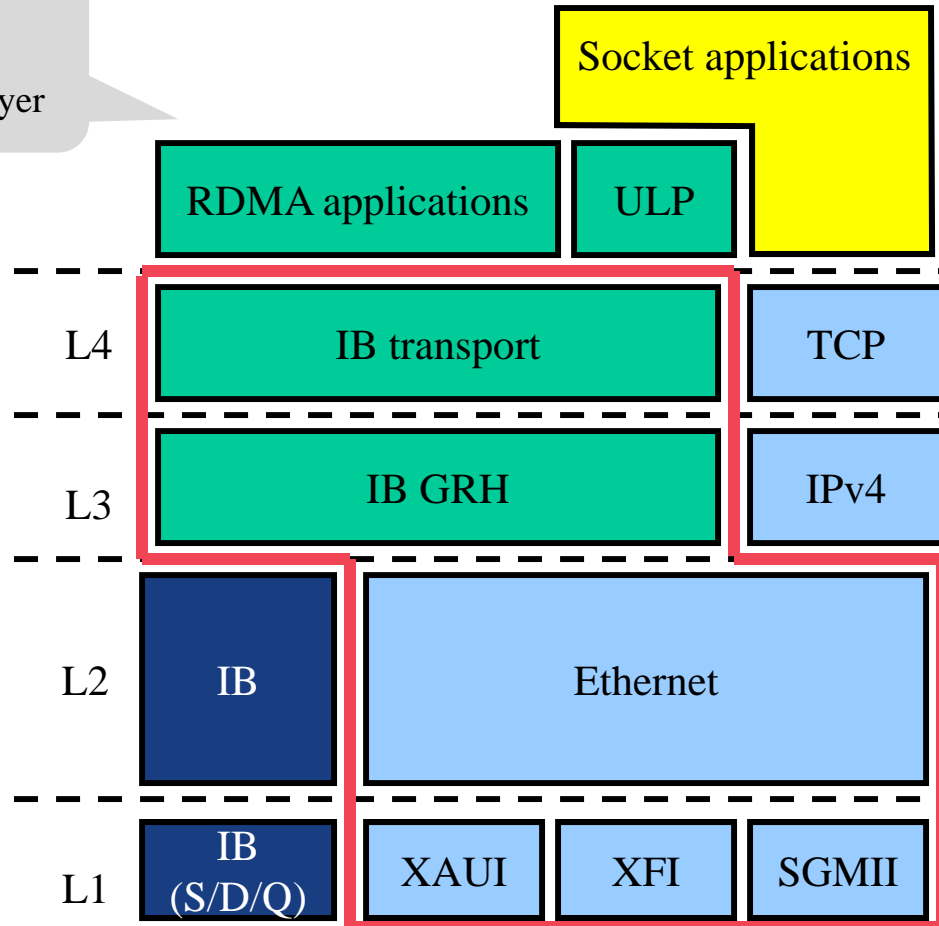 Socket applications
yer
RDMA applications
ULP
L4
IB transport
TCP
L3
IB GRH
IPv4
L2
IB
Ethernet
L1
IB
(S/D/Q)
XAUI
XFI
SGMII